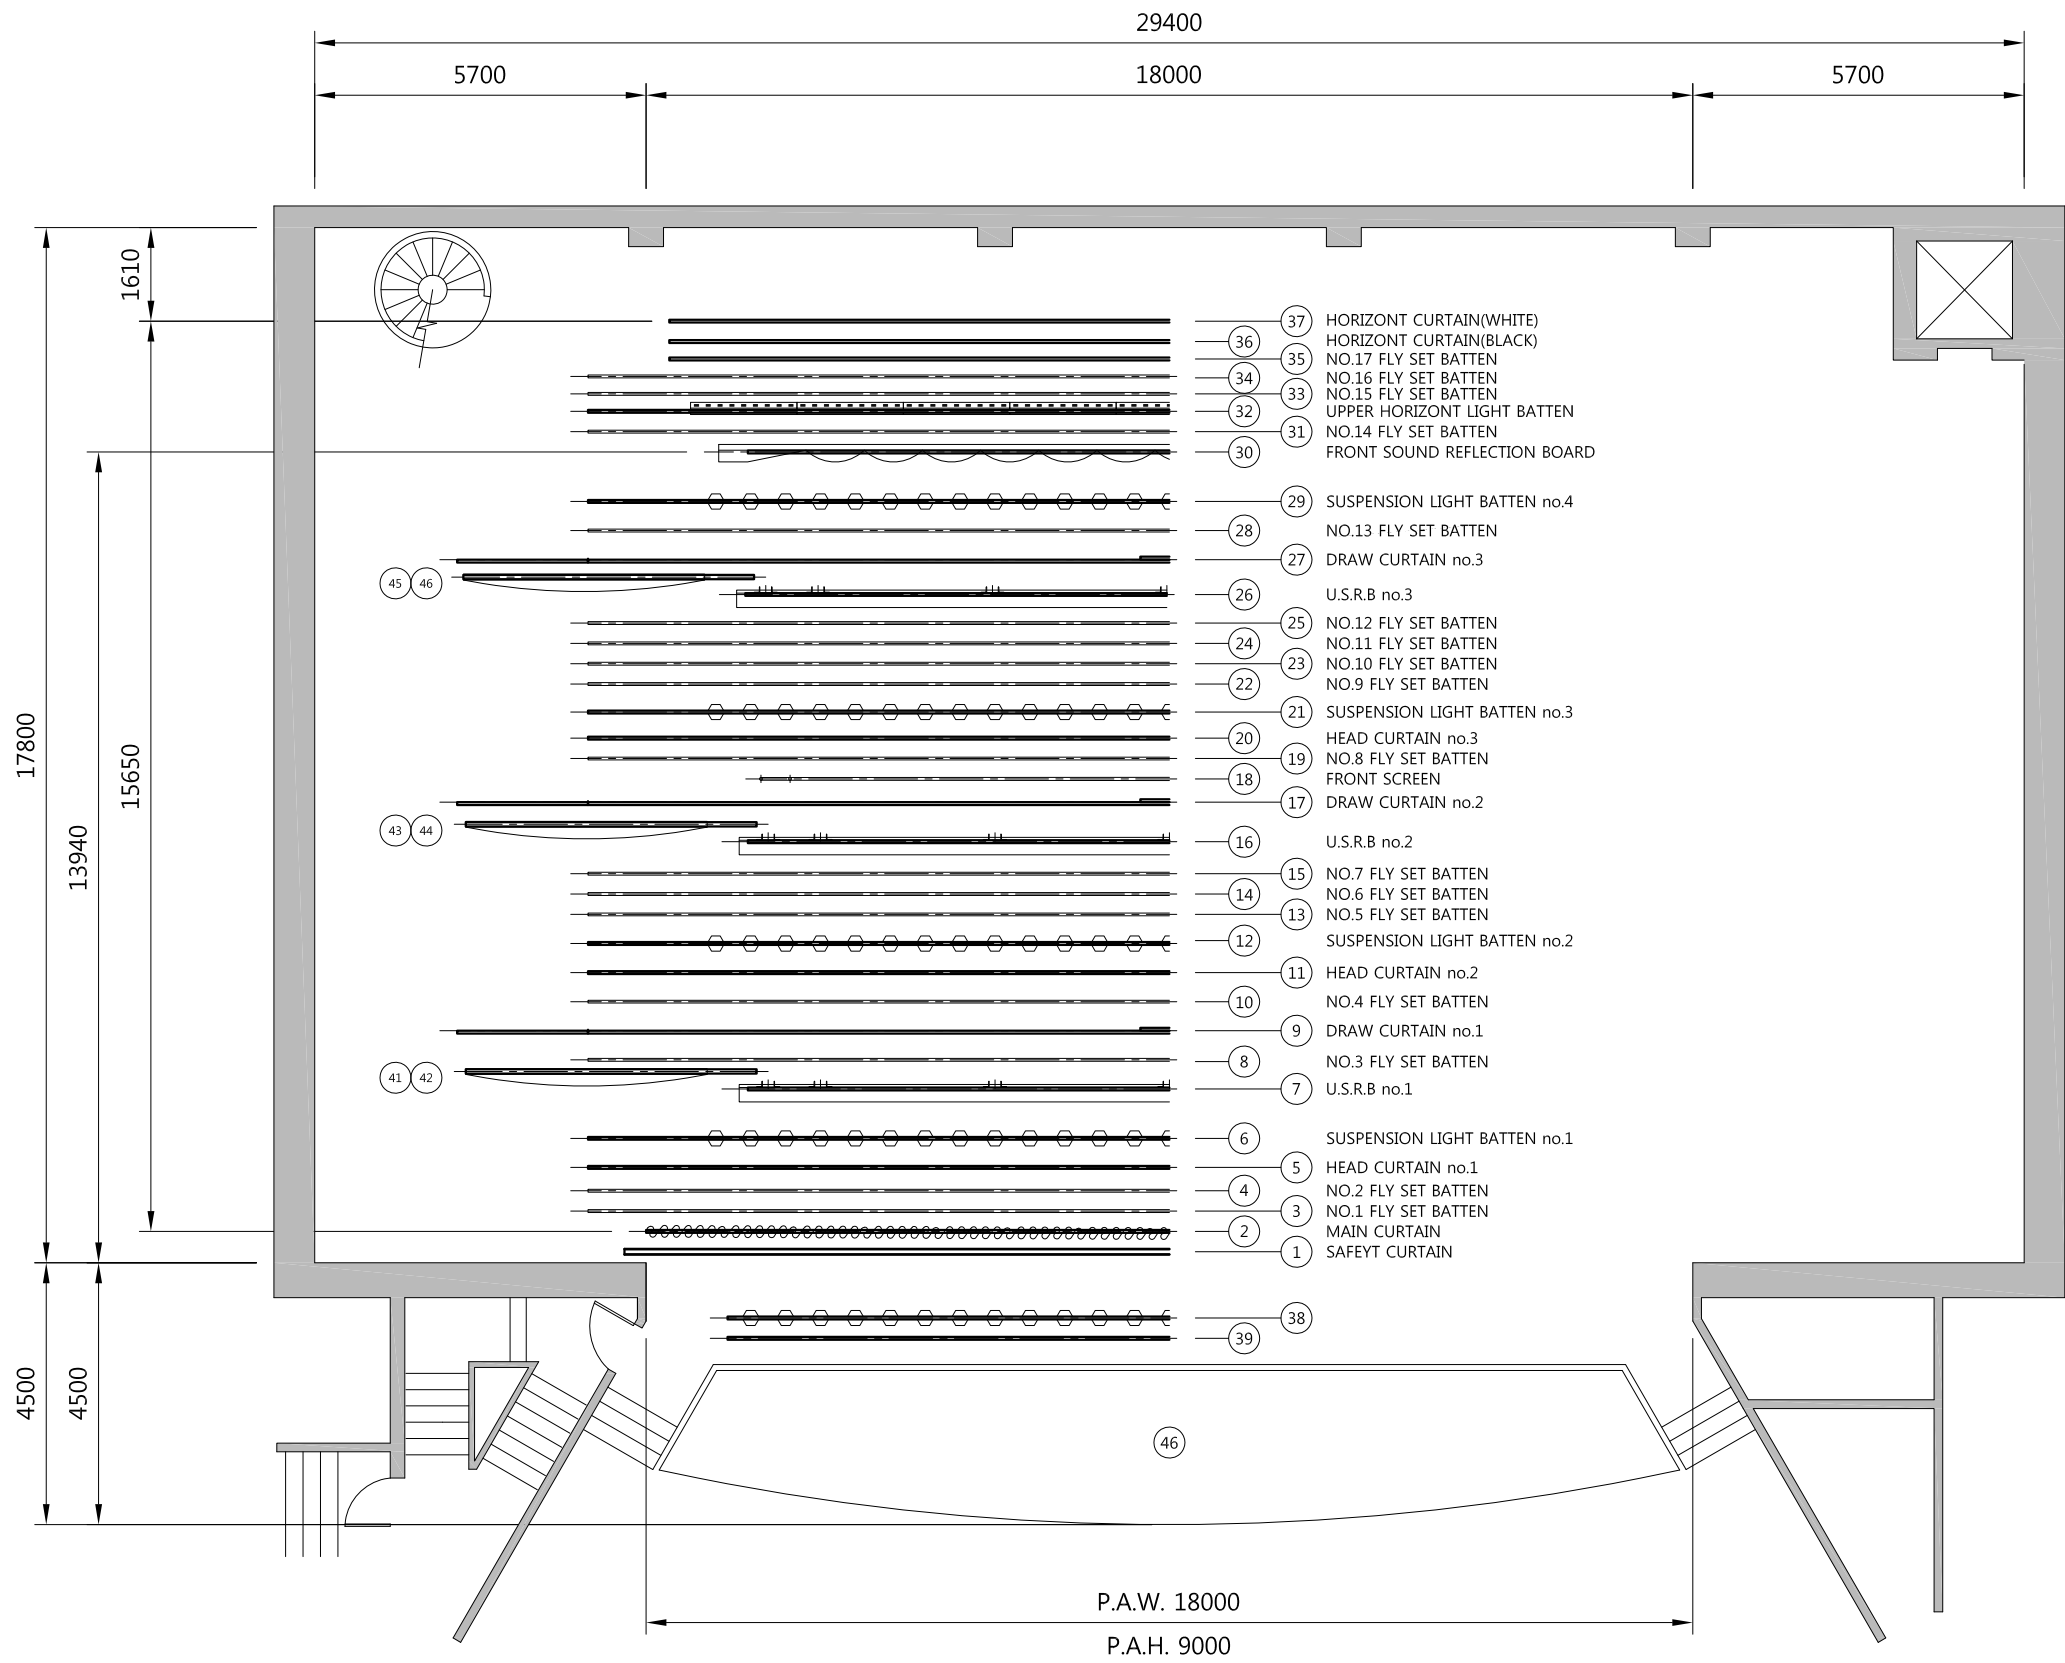 29400
5700
18000
5700
1610
17800
15650
13940
4500
4500
37 HORIZONT CURTAIN(WHITE)
36 HORIZONT CURTAIN(BLACK)
35 NO.17 FLY SET BATTEN
34 NO.16 FLY SET BATTEN
33 NO.15 FLY SET BATTEN
32 UPPER HORIZONT LIGHT BATTEN
31 NO.14 FLY SET BATTEN
30 FRONT SOUND REFLECTION BOARD
29 SUSPENSION LIGHT BATTEN no.4
28 NO.13 FLY SET BATTEN
27 DRAW CURTAIN no.3
45 46
26 U.S.R.B no.3
25 NO.12 FLY SET BATTEN
24 NO.11 FLY SET BATTEN
23 NO.10 FLY SET BATTEN
22 NO.9 FLY SET BATTEN
21 SUSPENSION LIGHT BATTEN no.3
20 HEAD CURTAIN no.3
19 NO.8 FLY SET BATTEN
18 FRONT SCREEN
17 DRAW CURTAIN no.2
43 44
16 U.S.R.B no.2
15 NO.7 FLY SET BATTEN
14 NO.6 FLY SET BATTEN
13 NO.5 FLY SET BATTEN
12 SUSPENSION LIGHT BATTEN no.2
11 HEAD CURTAIN no.2
10 NO.4 FLY SET BATTEN
9 DRAW CURTAIN no.1
8 NO.3 FLY SET BATTEN
41 42
7 U.S.R.B no.1
6 SUSPENSION LIGHT BATTEN no.1
5 HEAD CURTAIN no.1
4 NO.2 FLY SET BATTEN
3 NO.1 FLY SET BATTEN
2 MAIN CURTAIN
1 SAFEYT CURTAIN
38
39
46
P.A.W. 18000
P.A.H. 9000